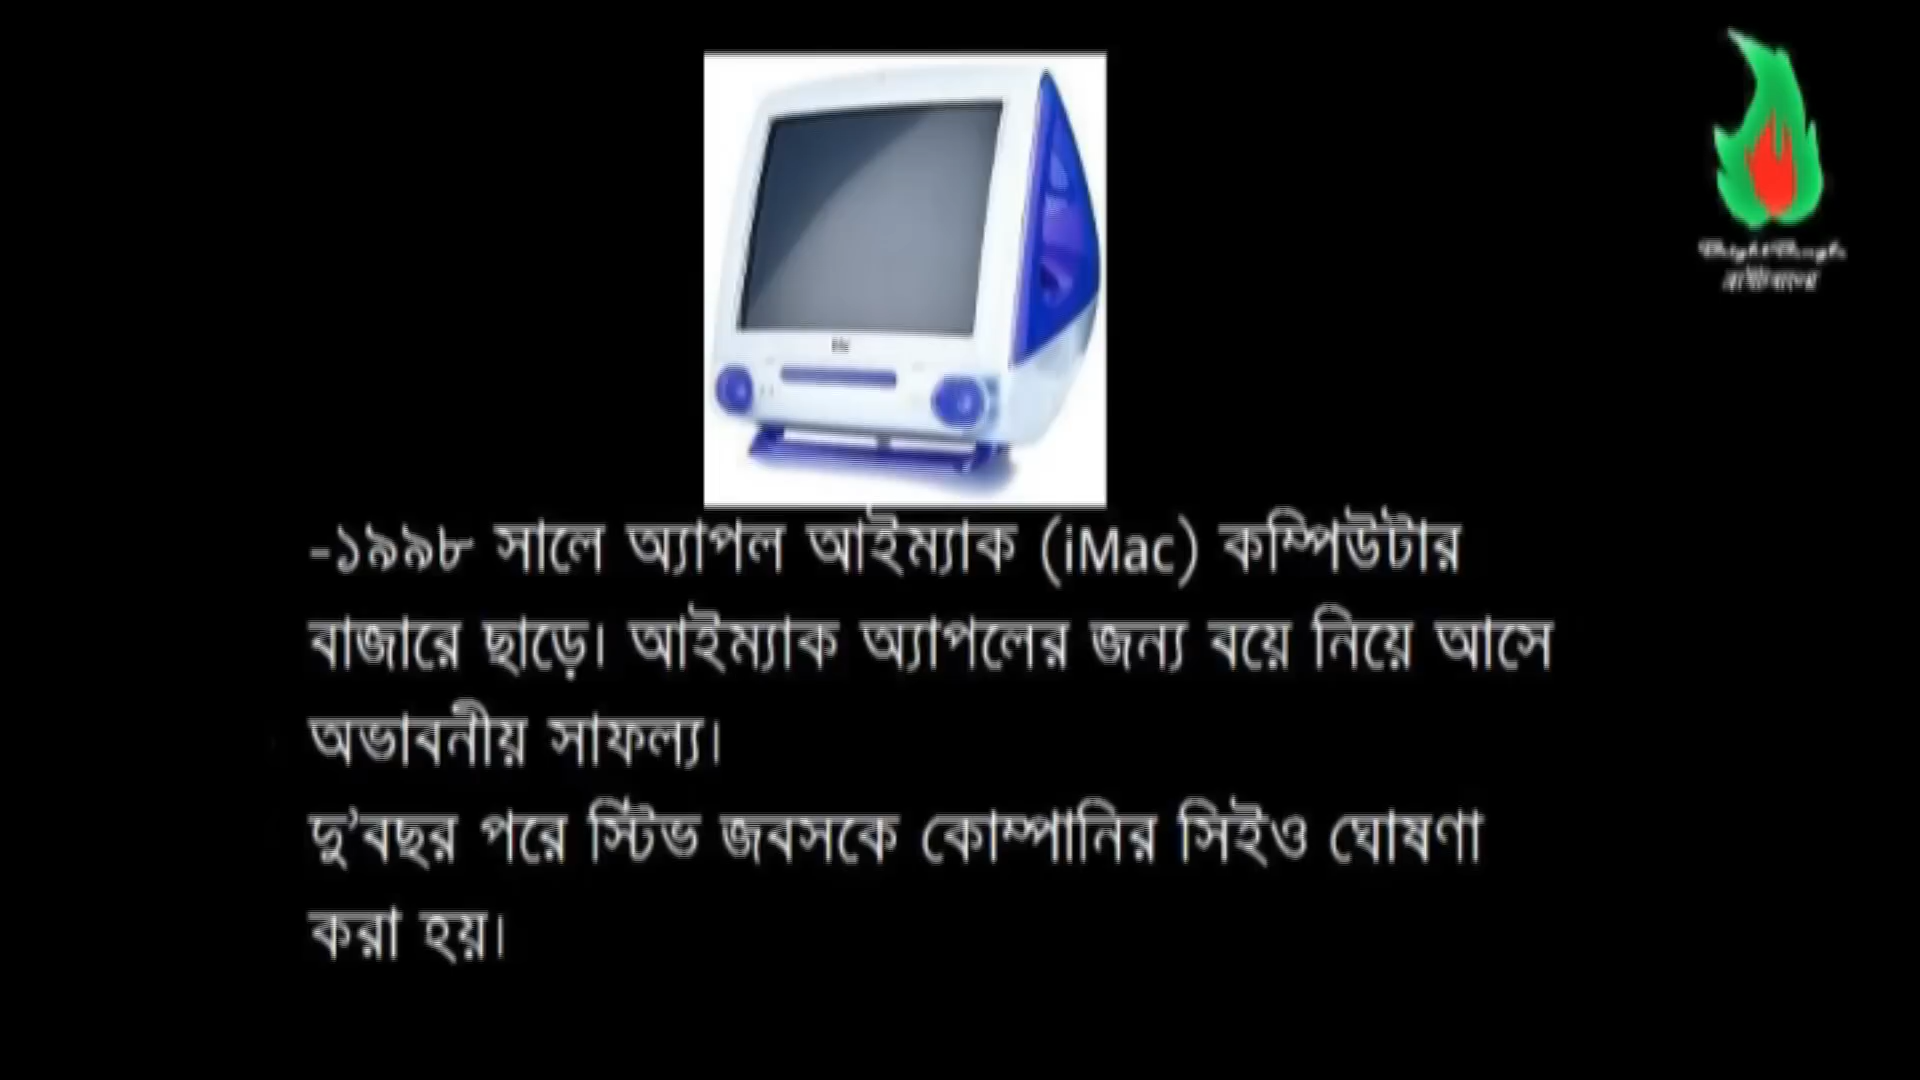 -১৯৯৮ সালে অ্যাপল আইম্যাক (iMac) কম্পিউটার
বাজারে ছাড়ে। আইম্যাক অ্যাপলের জন্য বয়ে নিয়ে আসে
অভাবনীয় সাফল্য।
দু’বছর পরে স্টিভ জবসকে কোম্পানির সিইও ঘোষণা
করা হয়।